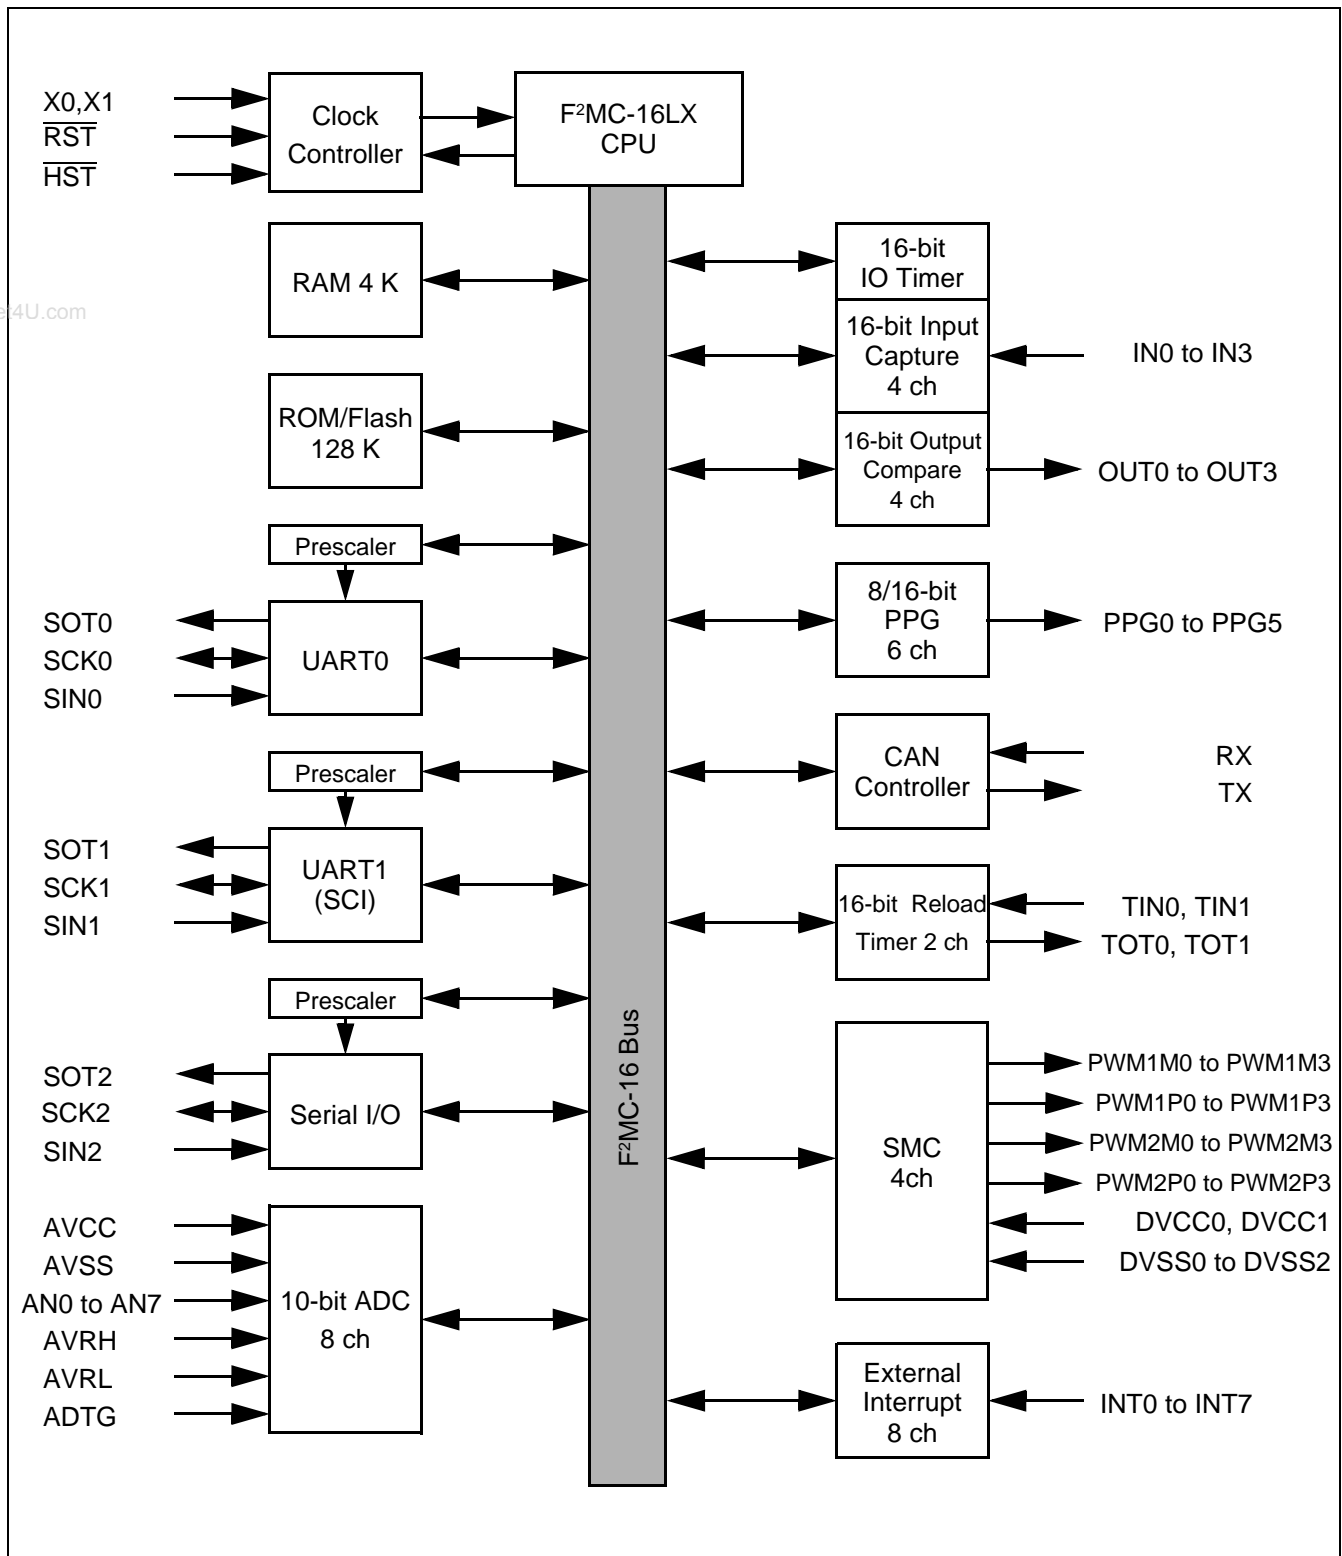 X0,X1
RST
HST
Clock
Controller
F²MC-16LX
CPU
RAM 4 K
et4U.com
ROM/Flash
128 K
Prescaler
SOT0
SCK0
SIN0
UART0
Prescaler
SOT1
SCK1
SIN1
UART1
(SCI)
Prescaler
SOT2
SCK2
SIN2
Serial I/O
AVCC
AVSS
AN0 to AN7
AVRH
AVRL
ADTG
10-bit ADC
8 ch
F²MC-16 Bus
16-bit
IO Timer
16-bit Input
Capture
4 ch
IN0 to IN3
16-bit Output
Compare
4 ch
OUT0 to OUT3
8/16-bit
PPG
6 ch
PPG0 to PPG5
CAN
Controller
RX
TX
16-bit Reload
Timer 2 ch
TIN0, TIN1
TOT0, TOT1
SMC
4ch
PWM1M0 to PWM1M3
PWM1P0 to PWM1P3
PWM2M0 to PWM2M3
PWM2P0 to PWM2P3
DVCC0, DVCC1
DVSS0 to DVSS2
External
Interrupt
8 ch
INT0 to INT7